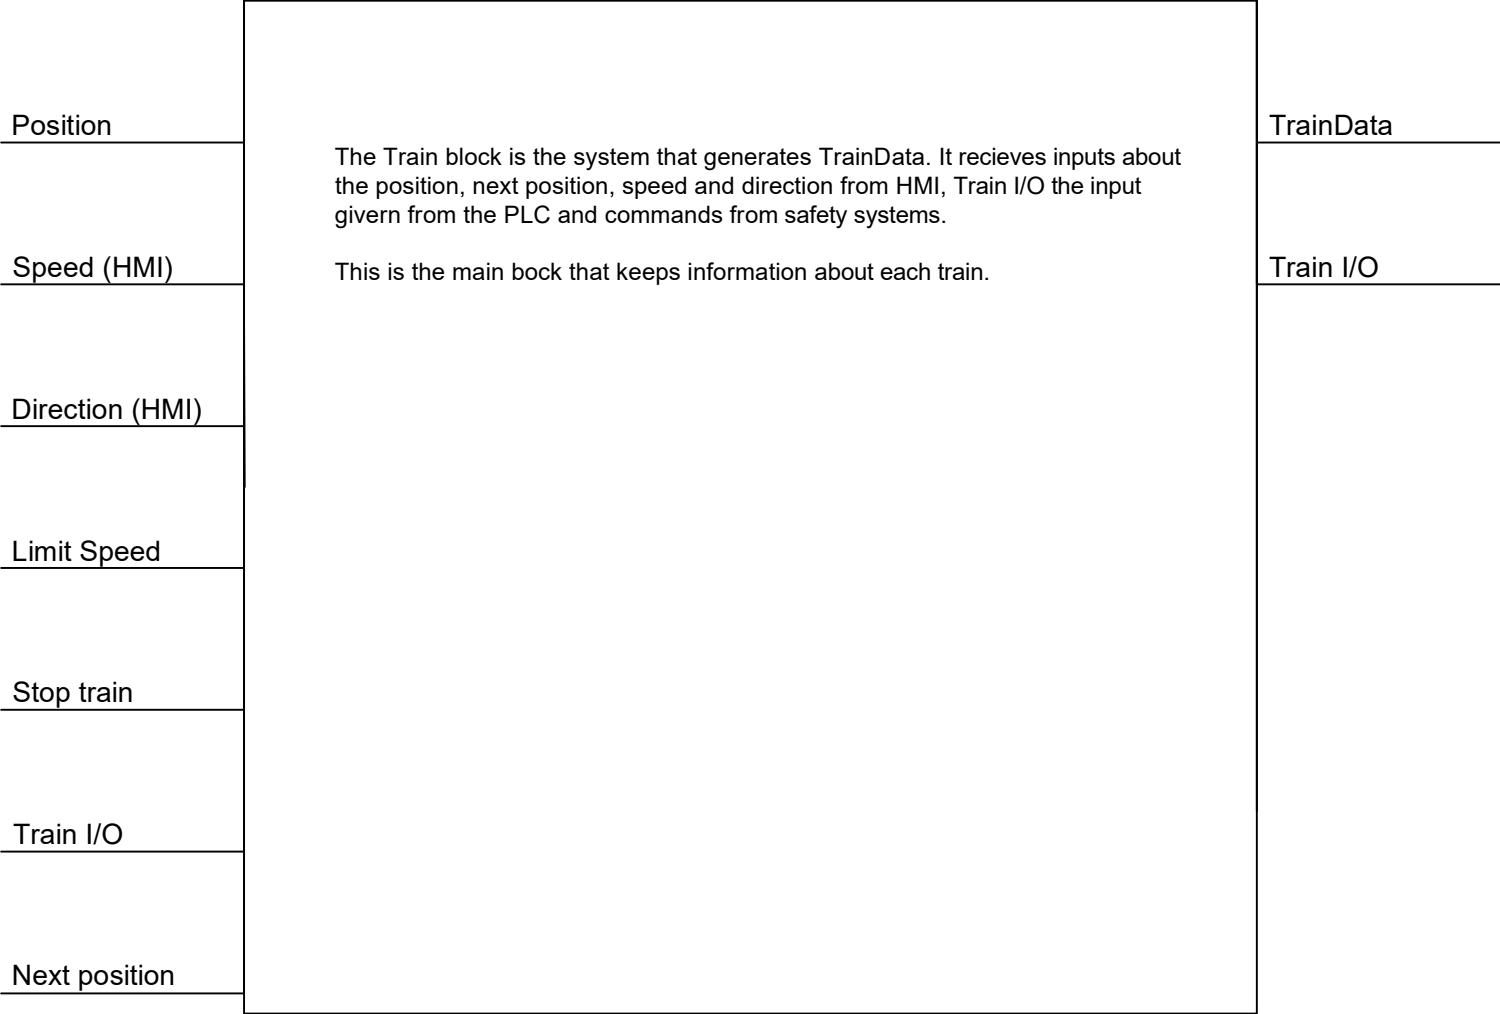 Position
TrainData
The Train block is the system that generates TrainData. It recieves inputs about
the position, next position, speed and direction from HMI, Train I/O the input
givern from the PLC and commands from safety systems.
Speed (HMI)
This is the main bock that keeps information about each train.
Train I/O
Direction (HMI)
Limit Speed
Stop train
Train I/O
Next position